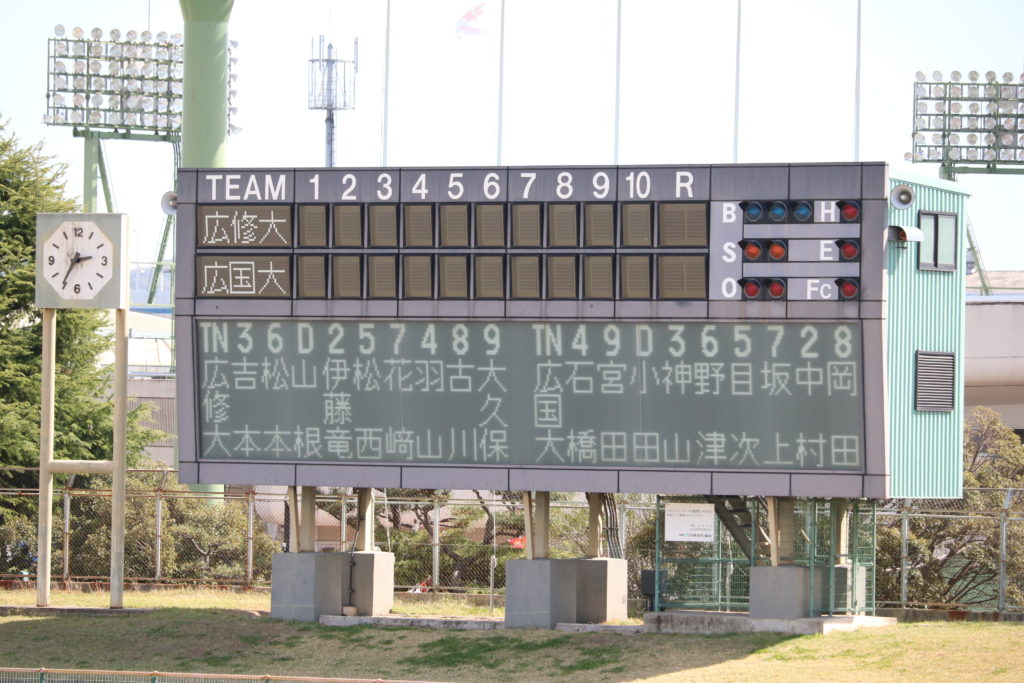 TEAM 1 2 3 4 5 6 7 8 9 10 R
広修大
広国大
B H
S E
O Fc
TN 3 6 D 2 5 7 4 8 9
広修大 吉本 松本 山根 伊藤竜 松西 花﨑 羽山 古川 大久保
TN 4 9 D 3 6 5 7 2 8
広国大 石橋 宮田 小田 神山 野津 目次 坂上 中村 岡田
12
3
6
9